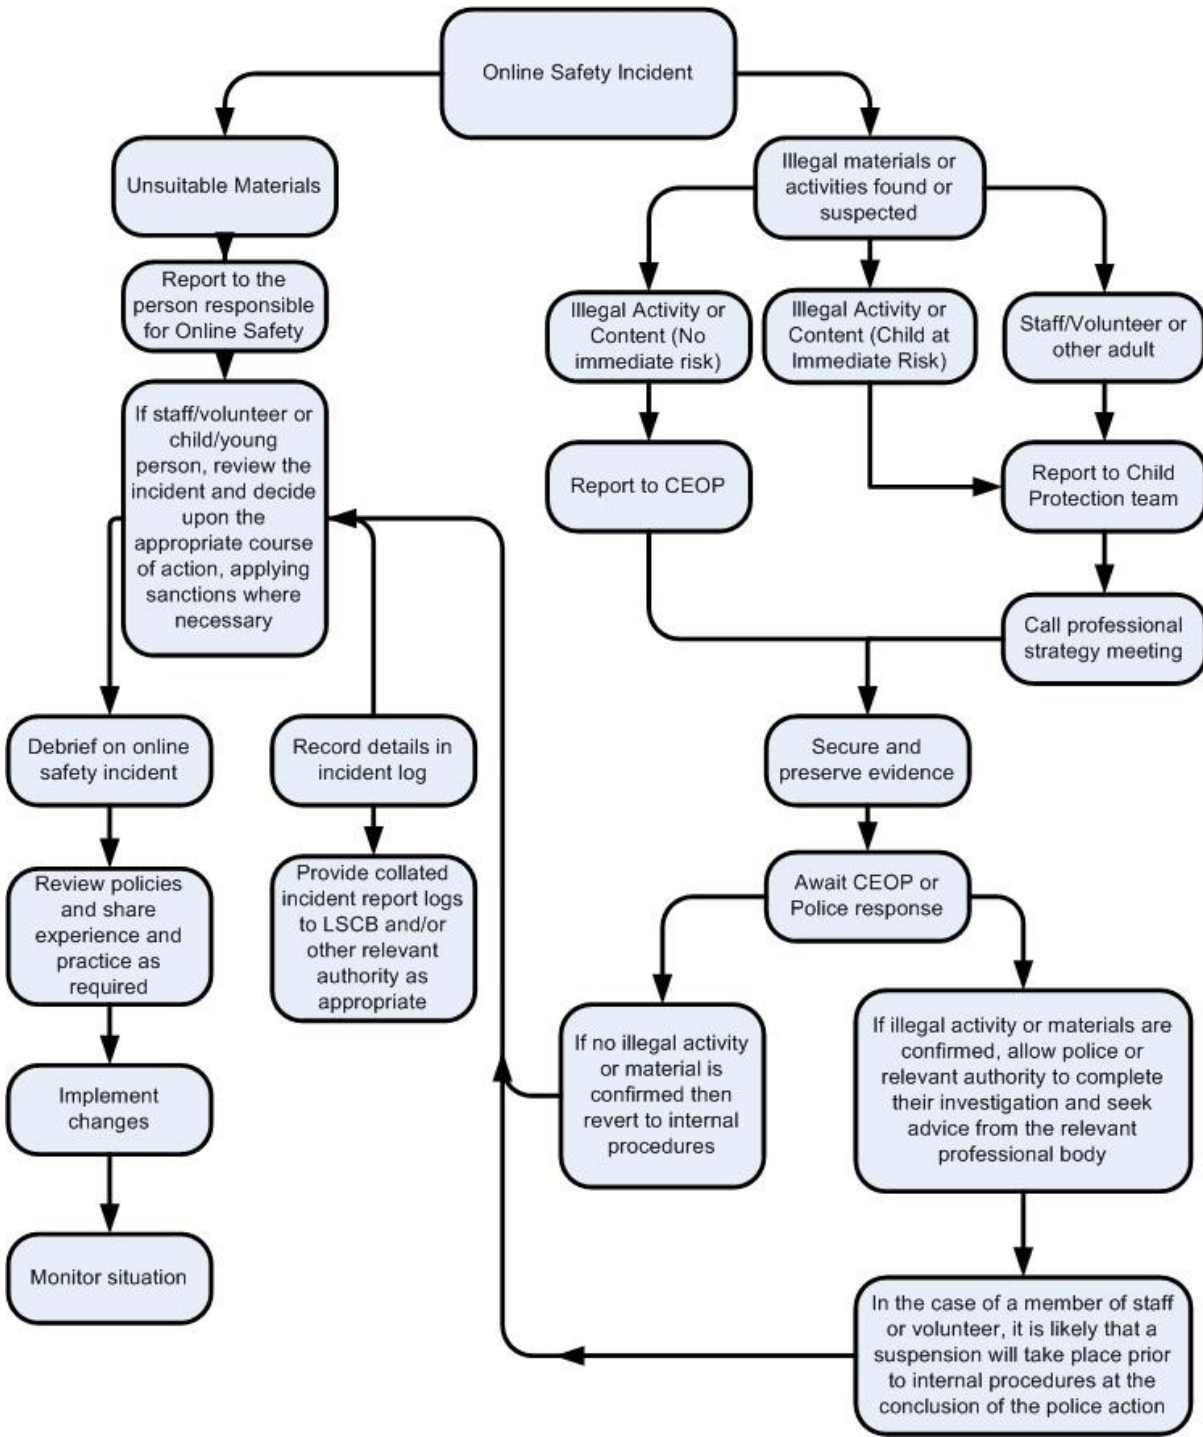 Online Safety Incident
Unsuitable Materials
Illegal materials or
activities found or
suspected
Report to the
person responsible
for Online Safety
Illegal Activity or
Content (No
immediate risk)
Illegal Activity or
Content (Child at
Immediate Risk)
Staff/Volunteer or
other adult
If staff/volunteer or
child/young
person, review the
incident and decide
upon the
appropriate course
of action, applying
sanctions where
necessary
Report to CEOP
Report to Child
Protection team
Call professional
strategy meeting
Debrief on online
safety incident
Record details in
incident log
Secure and
preserve evidence
Review policies
and share
experience and
practice as
required
Provide collated
incident report logs
to LSCB and/or
other relevant
authority as
appropriate
Await CEOP or
Police response
If no illegal activity
or material is
confirmed then
revert to internal
procedures
If illegal activity or materials are
confirmed, allow police or
relevant authority to complete
their investigation and seek
advice from the relevant
professional body
Implement
changes
Monitor situation
In the case of a member of staff
or volunteer, it is likely that a
suspension will take place prior
to internal procedures at the
conclusion of the police action